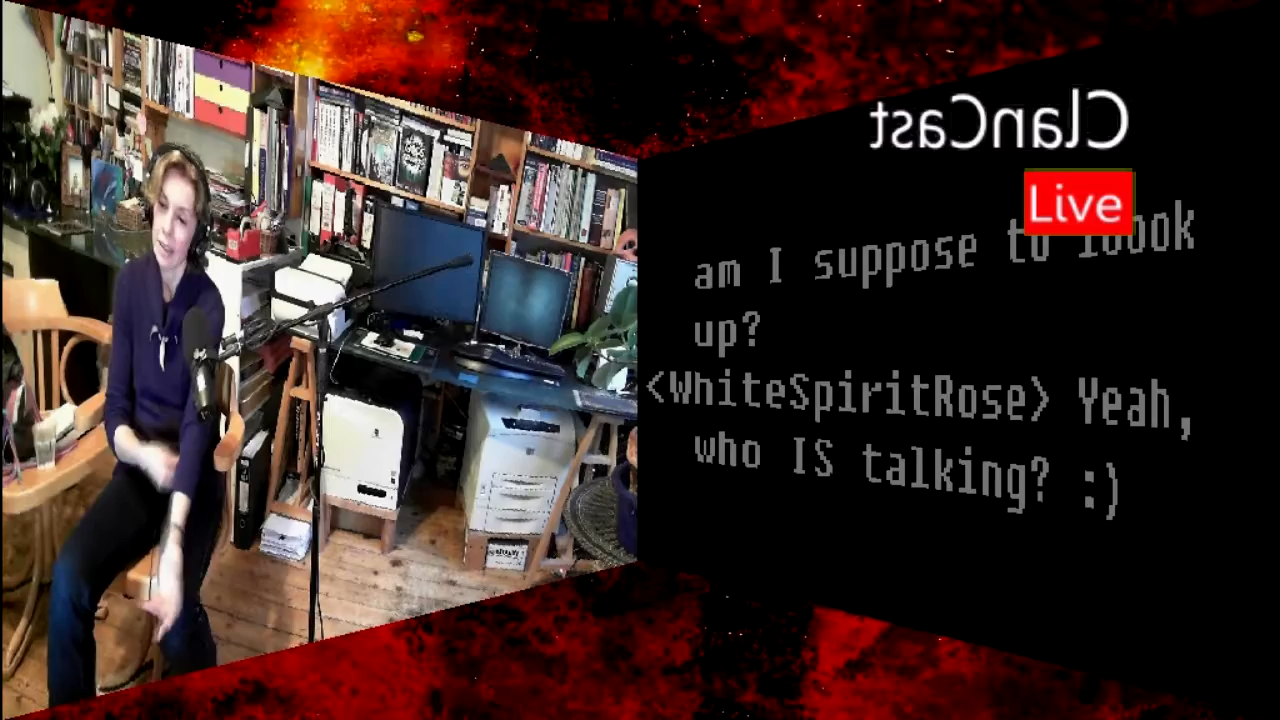 ClanCast
Live
am I suppose to
up?
<WhiteSpiritRose> Yeah,
who IS talking? :)